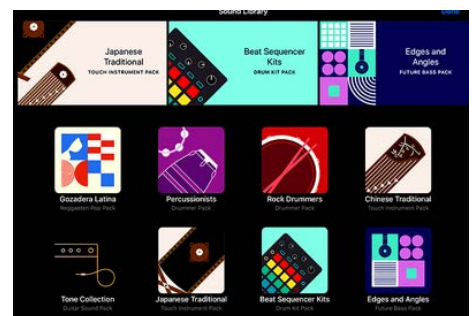 Sound Library
Done
Japanese
Traditional
TOUCH INSTRUMENT PACK
Beat Sequencer
Kits
DRUM KIT PACK
Edges and
Angles
FUTURE BASS PACK
Gozadera Latina
Reggaeton Pop Pack
Percussionists
Drummer Pack
Rock Drummers
Drummer Pack
Chinese Traditional
Touch Instrument Pack
Tone Collection
Guitar Sound Pack
Japanese Traditional
Touch Instrument Pack
Beat Sequencer Kits
Drum Kit Pack
Edges and Angles
Future Bass Pack